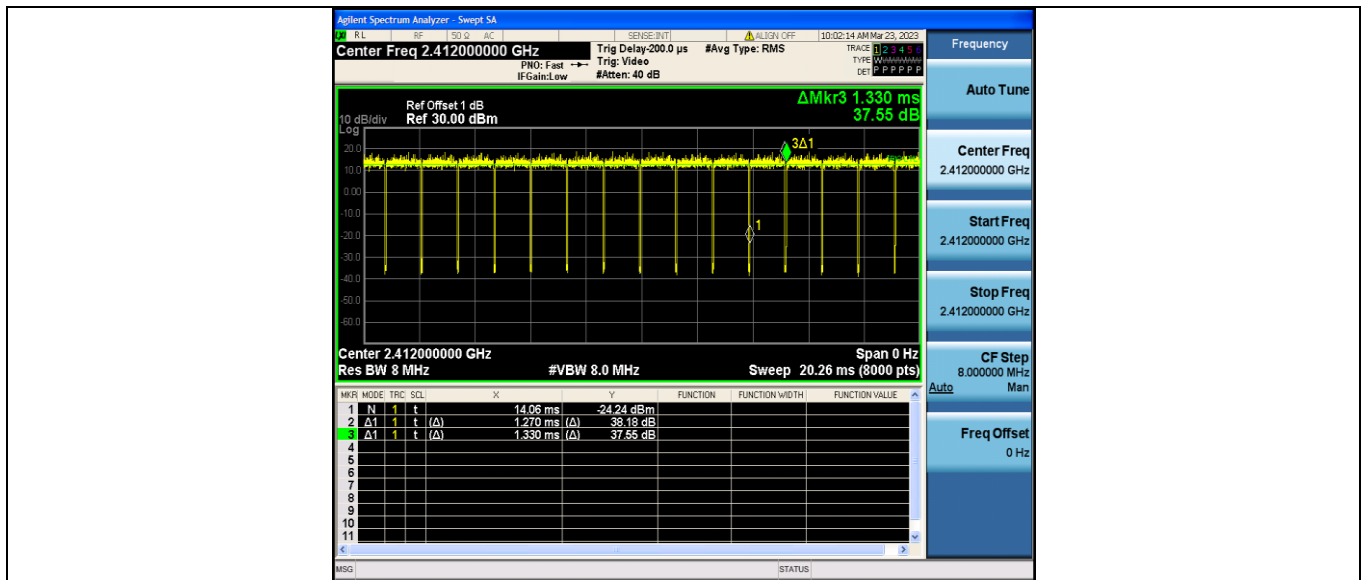 Agilent Spectrum Analyzer - Swept SA
RL RF 50 Ω AC SENSE:INT ALIGN OFF 10:02:14 AM Mar 23, 2023
Center Freq 2.412000000 GHz
PNO: Fast
IFGain:Low
Trig Delay-200.0 µs #Avg Type: RMS
Trig: Video
#Atten: 40 dB
TRACE 1 2 3 4 5 6
TYPE
DET P P P P P P
ΔMkr3 1.330 ms
37.55 dB
Ref Offset 1 dB
10 dB/div Ref 30.00 dBm
Log
20.0
10.0
0.00
-10.0
-20.0
-30.0
-40.0
-50.0
-60.0
3Δ1
1
Center 2.412000000 GHz Span 0 Hz
Res BW 8 MHz #VBW 8.0 MHz Sweep 20.26 ms (8000 pts)
MKR MODE TRC SCL X Y FUNCTION FUNCTION WIDTH FUNCTION VALUE
1 N 1 t 14.06 ms -24.24 dBm
2 Δ1 1 t (Δ) 1.270 ms (Δ) 38.18 dB
3 Δ1 1 t (Δ) 1.330 ms (Δ) 37.55 dB
4
5
6
7
8
9
10
11
MSG STATUS
Frequency
Auto Tune
Center Freq
2.412000000 GHz
Start Freq
2.412000000 GHz
Stop Freq
2.412000000 GHz
CF Step
8.000000 MHz
Auto Man
Freq Offset
0 Hz